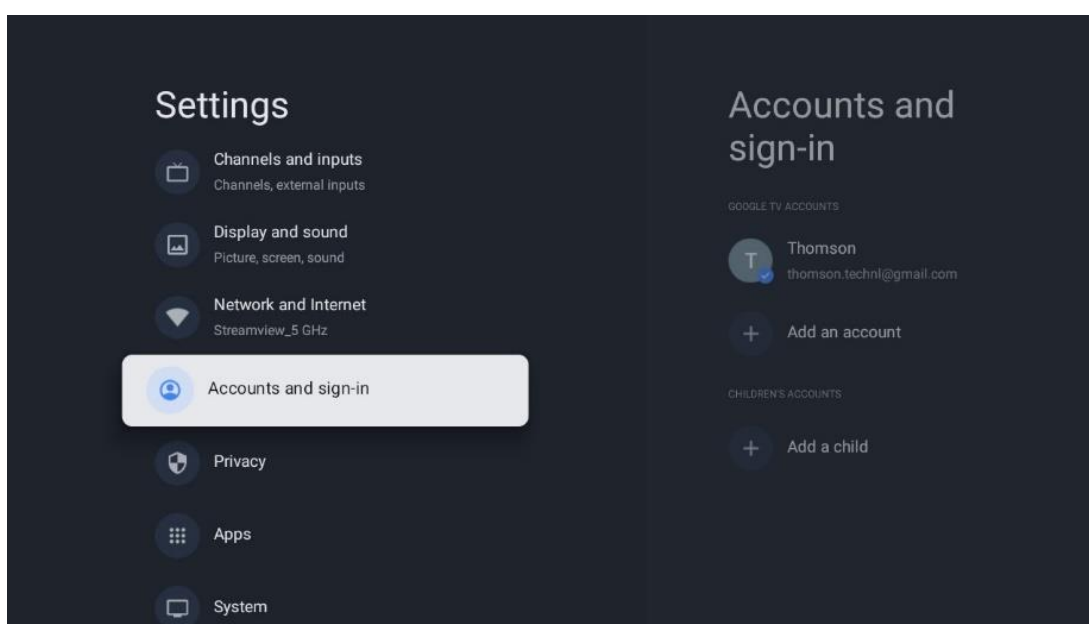 Settings
Channels and inputs
Channels, external inputs
Display and sound
Picture, screen, sound
Network and Internet
Streamview_5 GHz
Accounts and sign-in
Privacy
Apps
System
Accounts and
sign-in
GOOGLE TV ACCOUNTS
T
Thomson
thomson.technl@gmail.com
Add an account
CHILDREN'S ACCOUNTS
Add a child